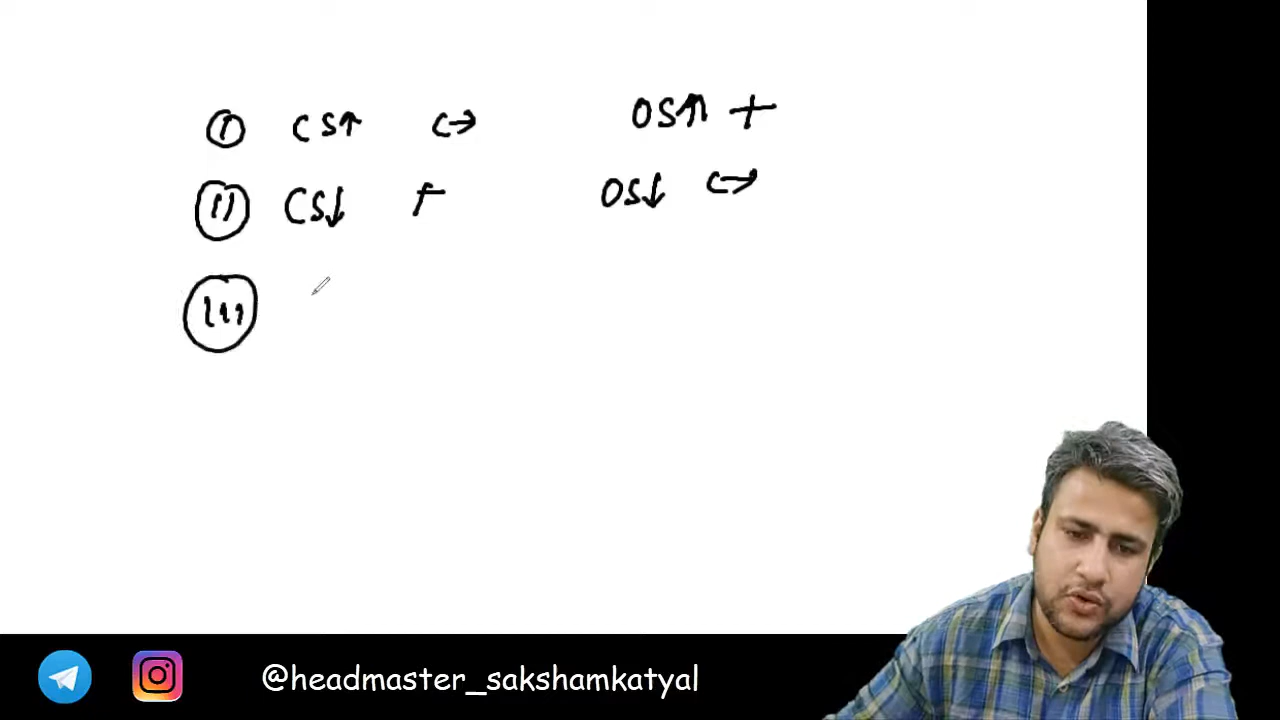 ① CS↑ (→ OS⇈ +
(ii) CS↓ + OS↓ (→
(iii)
@headmaster_sakshamkatyal